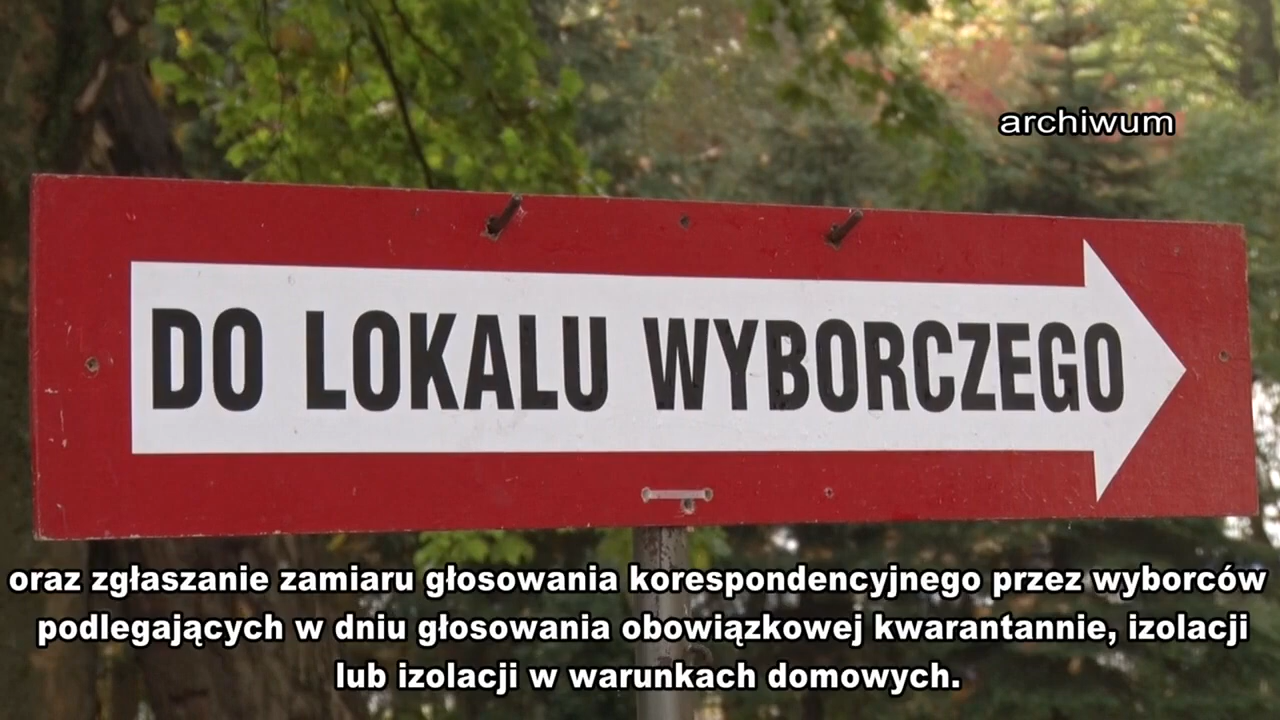 archiwum
DO LOKALU WYBORCZEGO
oraz zgłaszanie zamiaru głosowania korespondencyjnego przez wyborców
podlegających w dniu głosowania obowiązkowej kwarantannie, izolacji
lub izolacji w warunkach domowych.